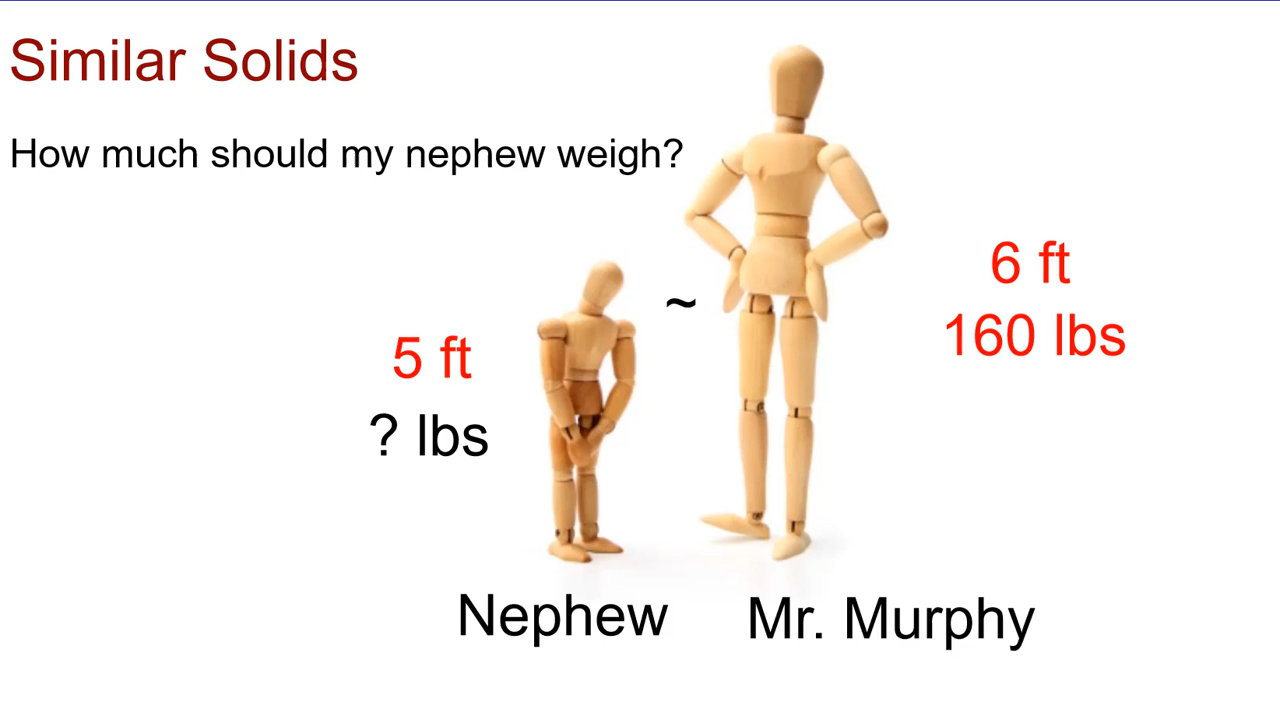 Similar Solids
How much should my nephew weigh?
~
6 ft
160 lbs
5 ft
? lbs
Nephew
Mr. Murphy